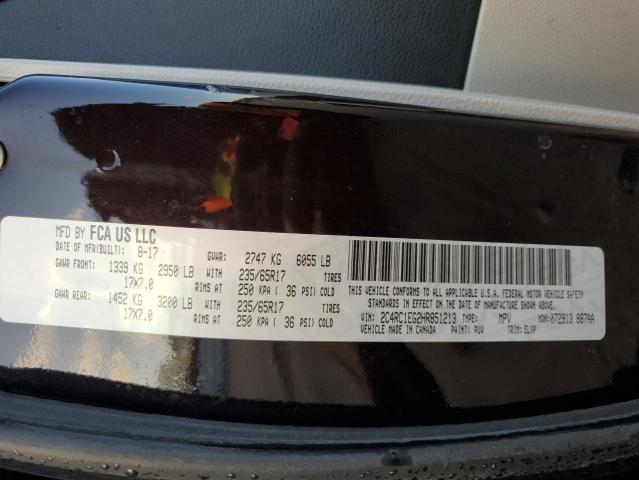 MFD BY FCA US LLC
DATE OF MFR(BUILT): 8-17 GVWR: 2747 KG 6055 LB
GAWR FRONT: 1339 KG 2950 LB WITH 235/65R17 TIRES
17X7.0 RIMS AT 250 KPA ( 36 PSI) COLD
GAWR REAR: 1452 KG 3200 LB WITH 235/65R17 TIRES
17X7.0 RIMS AT 250 KPA ( 36 PSI) COLD
THIS VEHICLE CONFORMS TO ALL APPLICABLE U.S.A. FEDERAL MOTOR VEHICLE SAFETY
STANDARDS IN EFFECT ON THE DATE OF MANUFACTURE SHOWN ABOVE.
VIN: 2C4RC1EG2HR851213 TYPE: MPV MDH:072913 887AA
VEHICLE MADE IN CANADA PAINT: PUV TRIM: ELXP